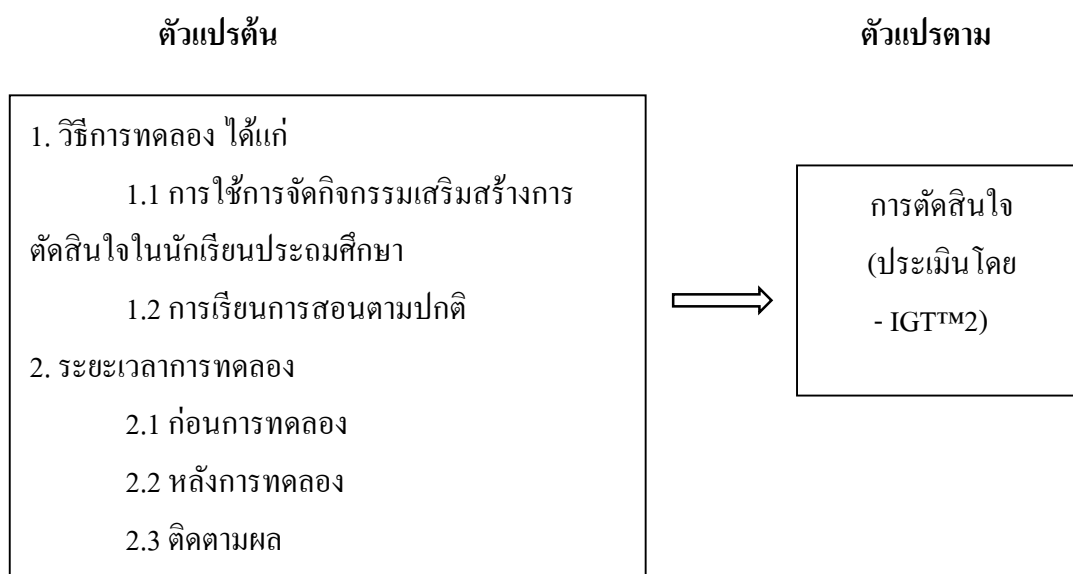 ตัวแปรต้น
ตัวแปรตาม
1. วิธีการทดลอง ได้แก่
1.1 การใช้การจัดกิจกรรมเสริมสร้างการ
ตัดสินใจในนักเรียนประถมศึกษา
1.2 การเรียนการสอนตามปกติ
2. ระยะเวลาการทดลอง
2.1 ก่อนการทดลอง
2.2 หลังการทดลอง
2.3 ติดตามผล
การตัดสินใจ
(ประเมินโดย
- IGT™2)